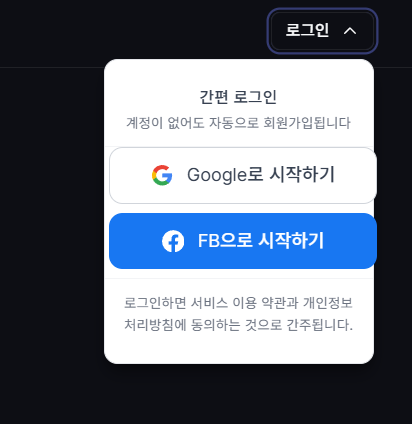 로그인
간편 로그인
계정이 없어도 자동으로 회원가입됩니다
Google로 시작하기
FB으로 시작하기
로그인하면 서비스 이용 약관과 개인정보
처리방침에 동의하는 것으로 간주됩니다.